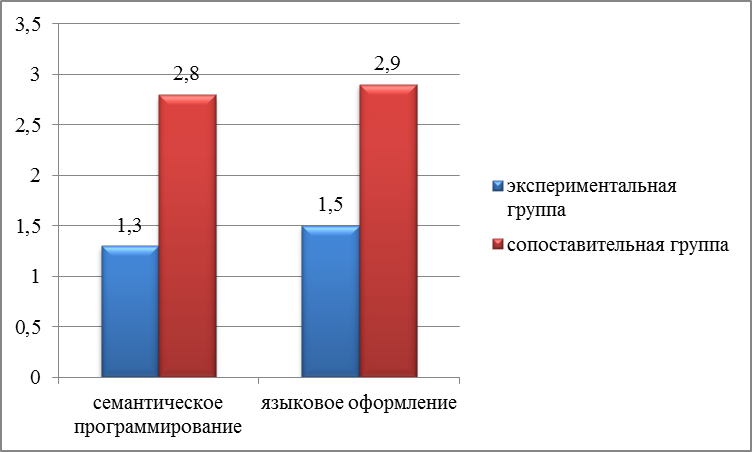 3,5
3
2,5
2
1,5
1
0,5
0
1,3
2,8
1,5
2,9
семантическое
программирование
языковое оформление
экспериментальная
группа
сопоставительная группа